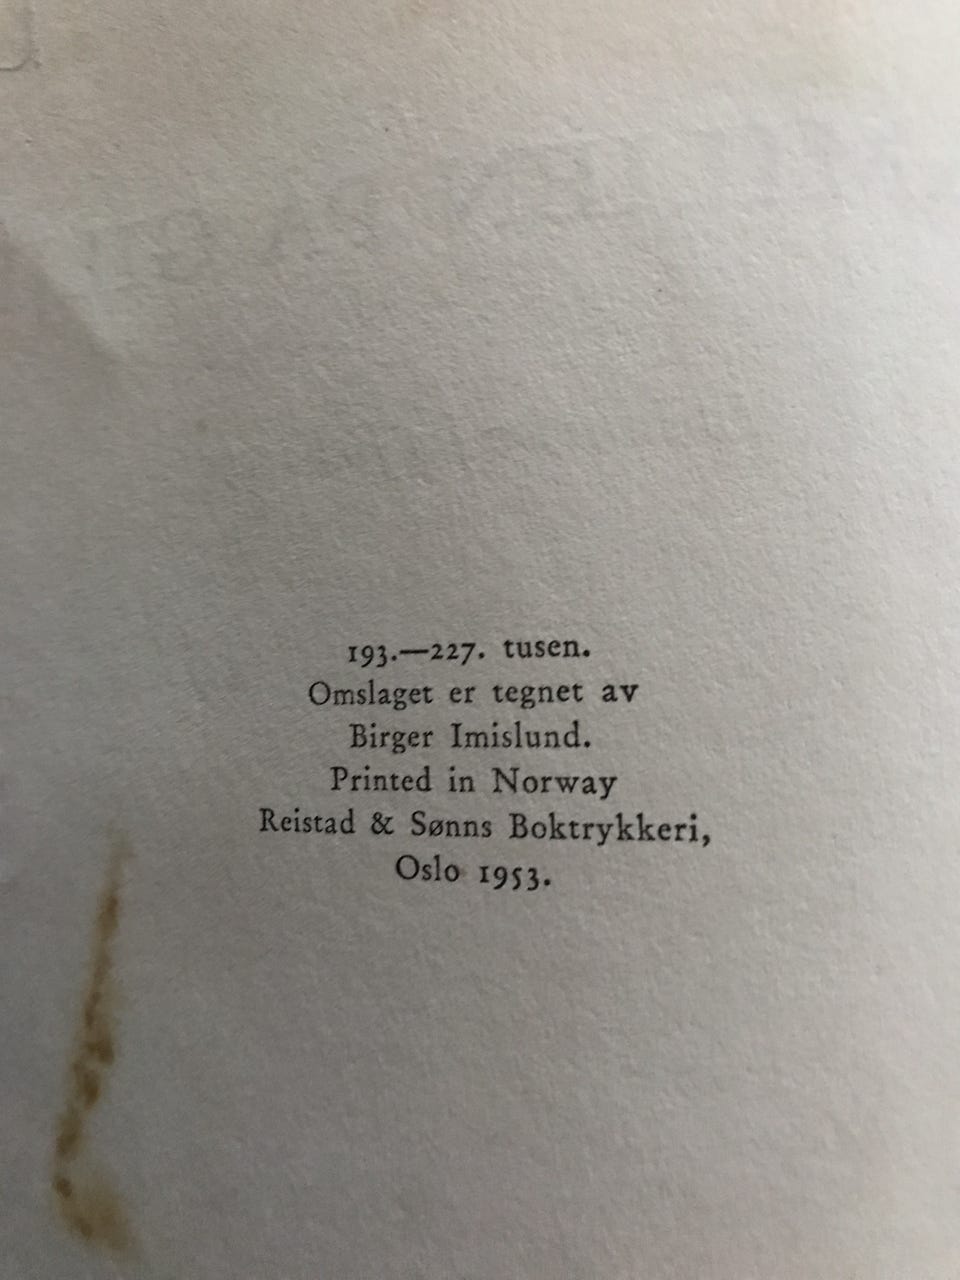 193.—227. tusen.
Omslaget er tegnet av
Birger Imislund.
Printed in Norway
Reistad & Sønns Boktrykkeri,
Oslo 1953.